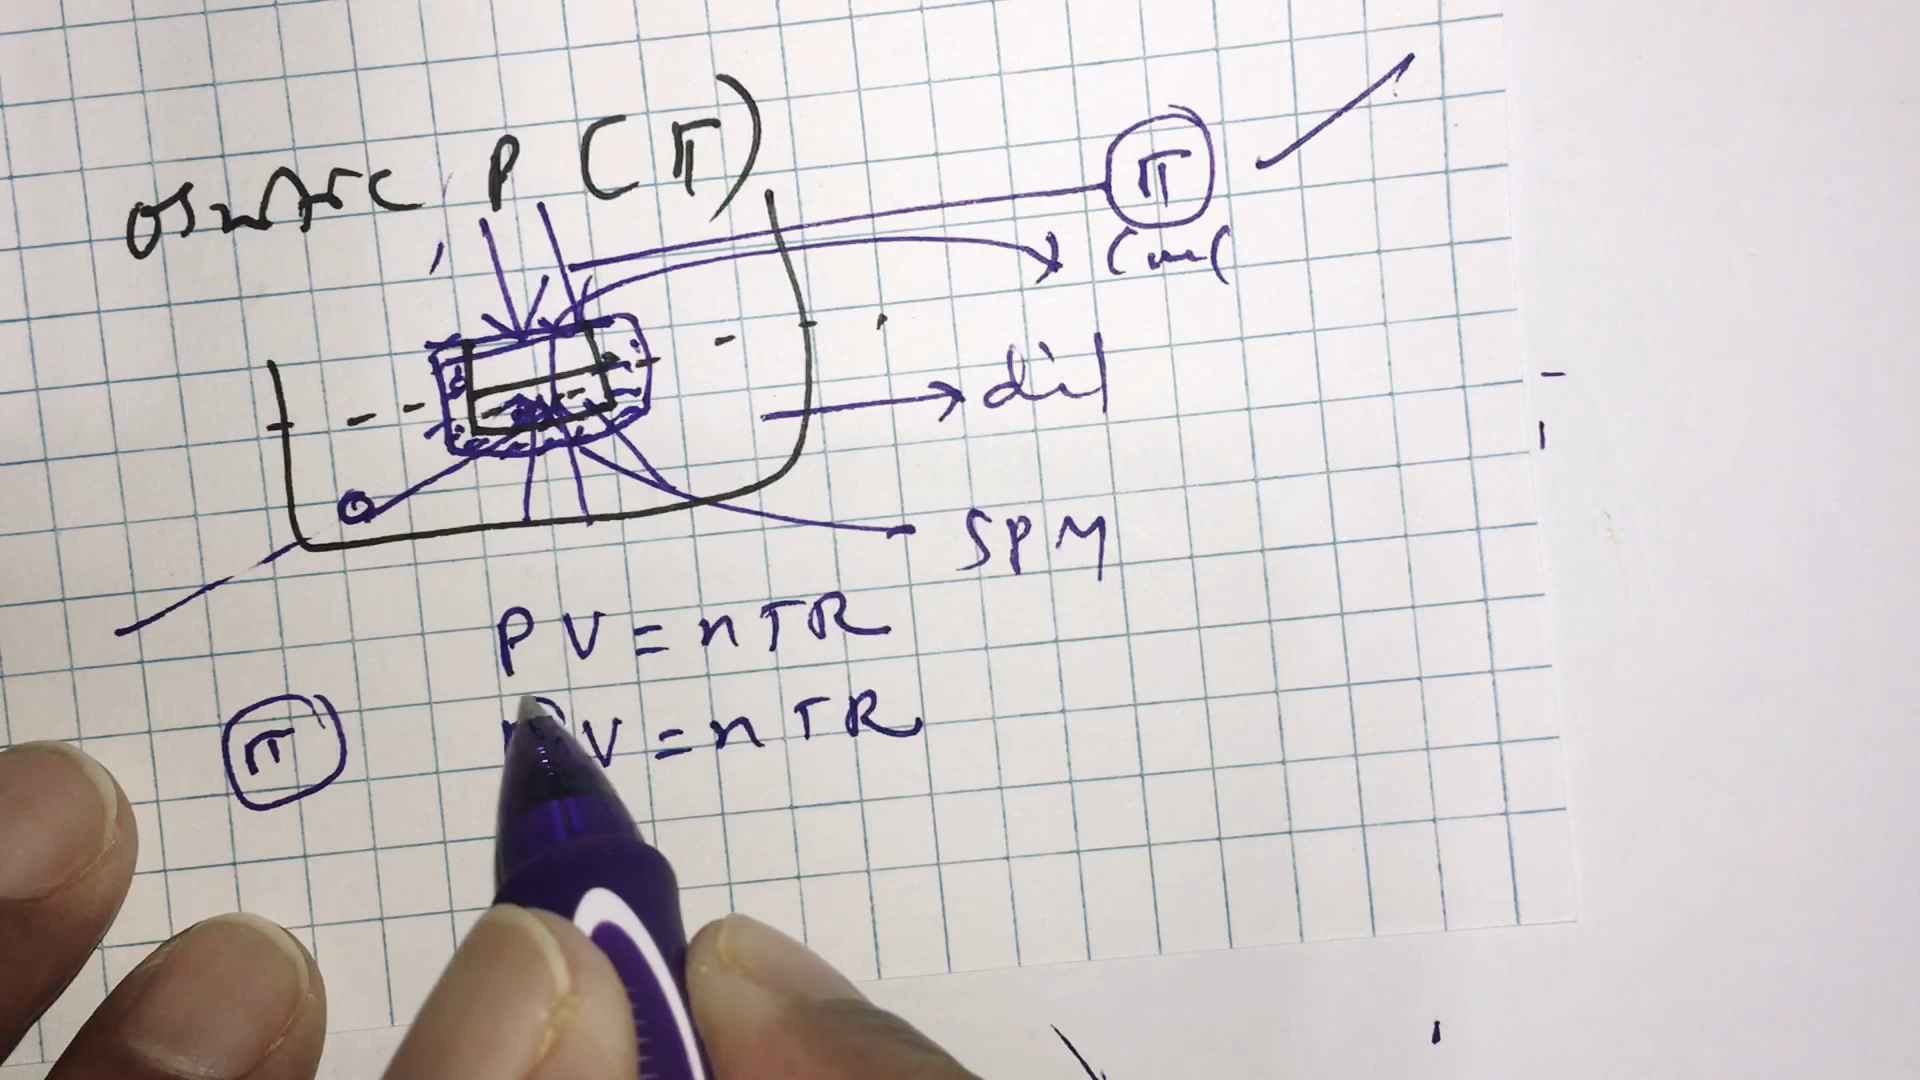 osmotic P (π)
π
Conc
dil
SPM
PV = nTR
π V = nTR
π